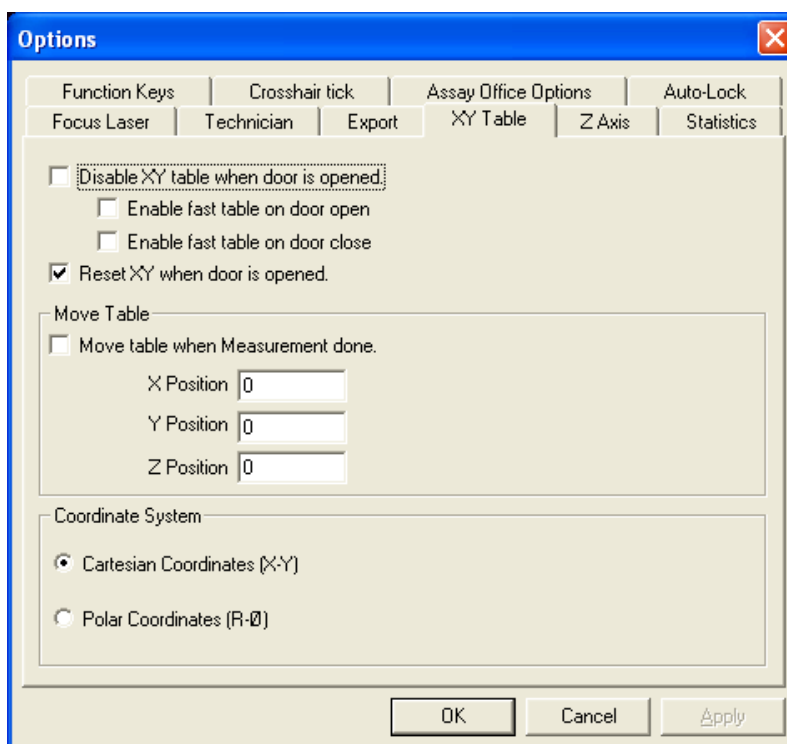 Options
Function Keys Crosshair tick Assay Office Options Auto-Lock
Focus Laser Technician Export XY Table Z Axis Statistics
Disable XY table when door is opened.
Enable fast table on door open
Enable fast table on door close
Reset XY when door is opened.
Move Table
Move table when Measurement done.
X Position 0
Y Position 0
Z Position 0
Coordinate System
Cartesian Coordinates (X-Y)
Polar Coordinates (R-Ø)
OK Cancel Apply